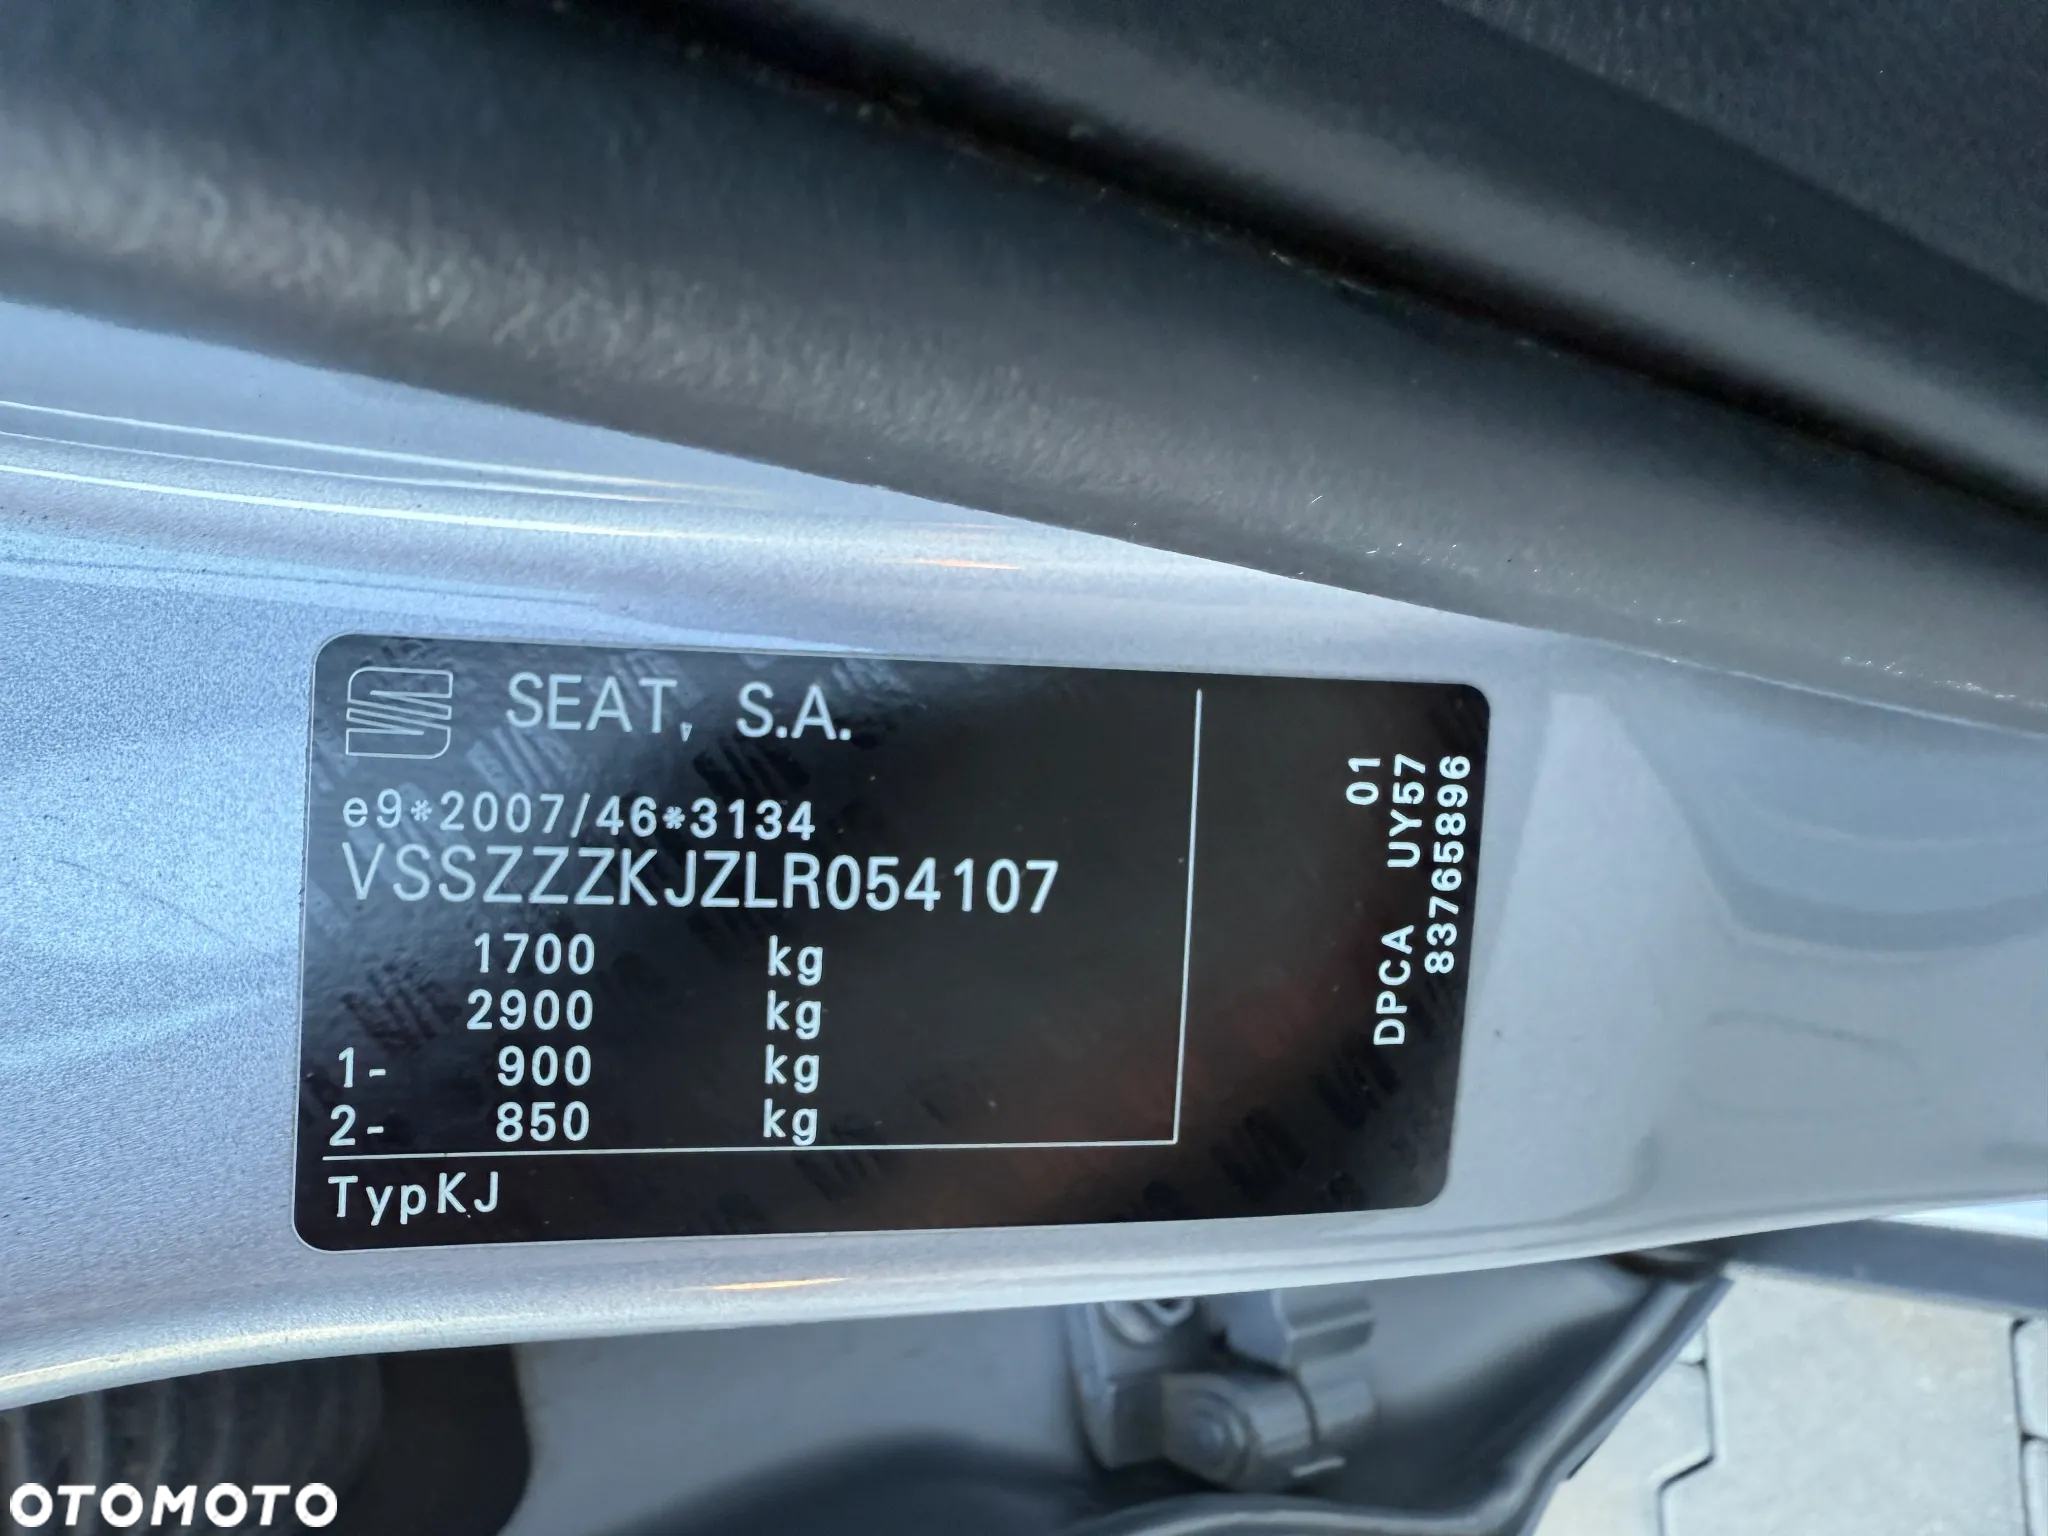 SEAT, S.A.
e9*2007/46*3134
VSSZZZKJZLR054107
1700 kg
2900 kg
1- 900 kg
2- 850 kg
TypKJ
01
DPCA UY57
837658896
OTOMOTO